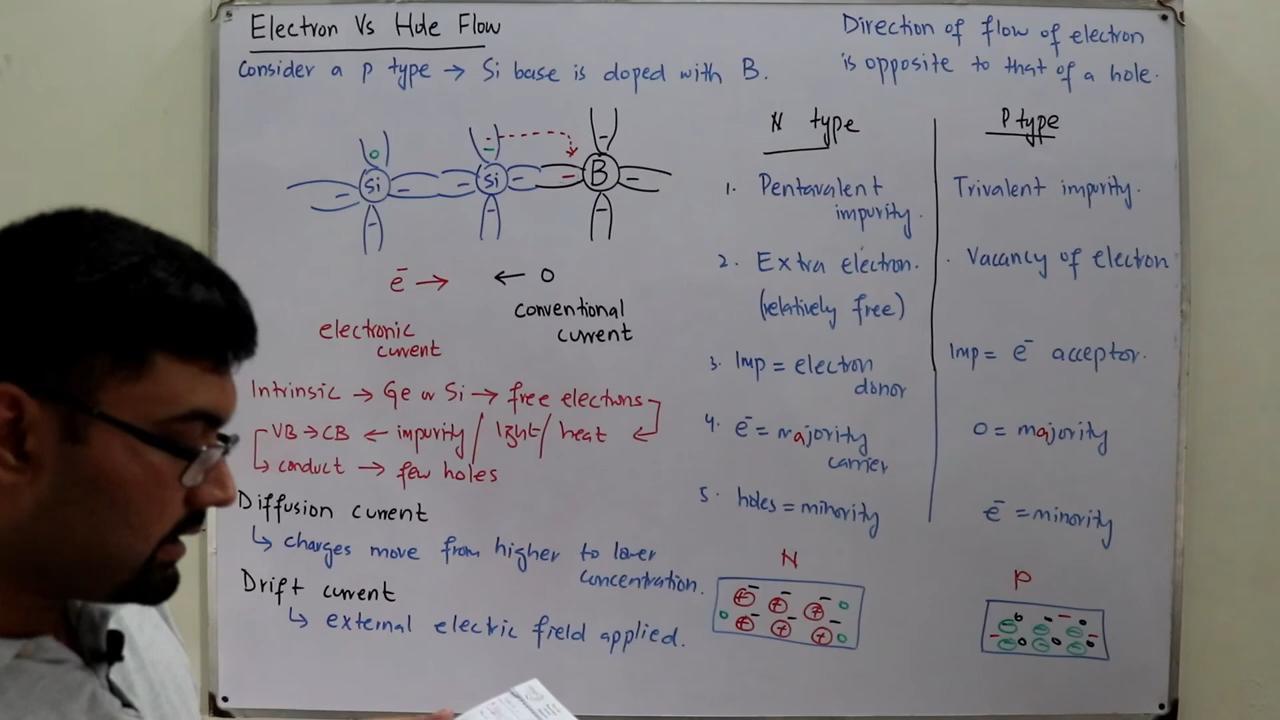 Electron Vs Hole Flow
Consider a P type → Si base is doped with B.
Si
Si
B
e⁻ →
← O
electronic
current
conventional
current
Intrinsic → Ge or Si → free electrons
VB → CB ← impurity / light / heat
↳ conduct → few holes
Diffusion current
↳ charges move from higher to lower
concentration.
Drift current
↳ external electric field applied.
Direction of flow of electron
is opposite to that of a hole.
N type
1. Pentavalent
impurity.
2. Extra electron.
(relatively free)
3. Imp = electron
donor
4. e⁻ = majority
carrier
5. holes = minority
N
P type
Trivalent impurity.
. Vacancy of electron
Imp = e⁻ acceptor.
O = majority
e⁻ = minority
P